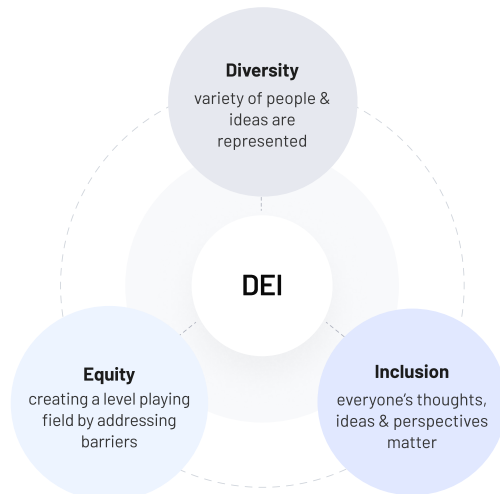 Diversity
variety of people &
ideas are
represented
DEI
Equity
creating a level playing
field by addressing
barriers
Inclusion
everyone's thoughts,
ideas & perspectives
matter